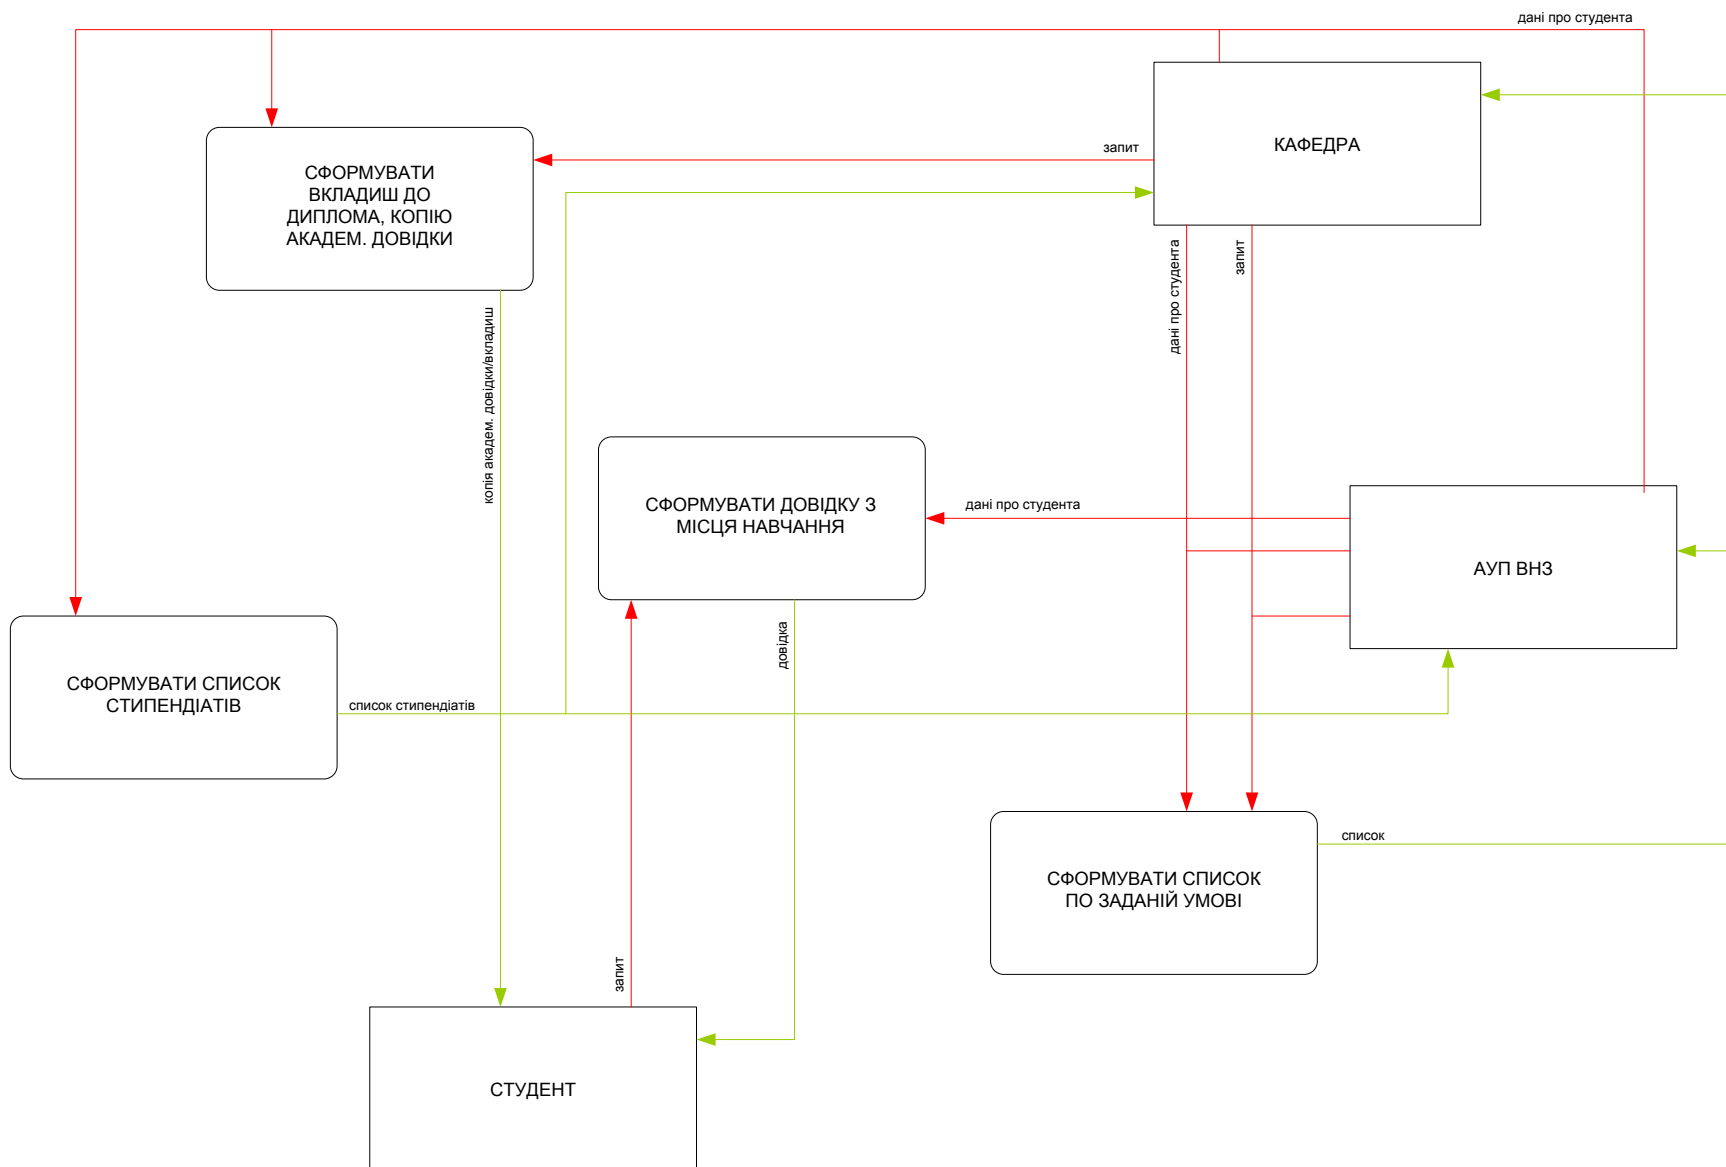 дані про студента
КАФЕДРА
запит
СФОРМУВАТИ
ВКЛАДИШ ДО
ДИПЛОМА, КОПІЮ
АКАДЕМ. ДОВІДКИ
дані про студента
запит
копія академ. довідки/вкладиш
СФОРМУВАТИ ДОВІДКУ З
МІСЦЯ НАВЧАННЯ
дані про студента
АУП ВНЗ
довідка
СФОРМУВАТИ СПИСОК
СТИПЕНДІАТІВ
список стипендіатів
список
СФОРМУВАТИ СПИСОК
ПО ЗАДАНІЙ УМОВІ
запит
СТУДЕНТ